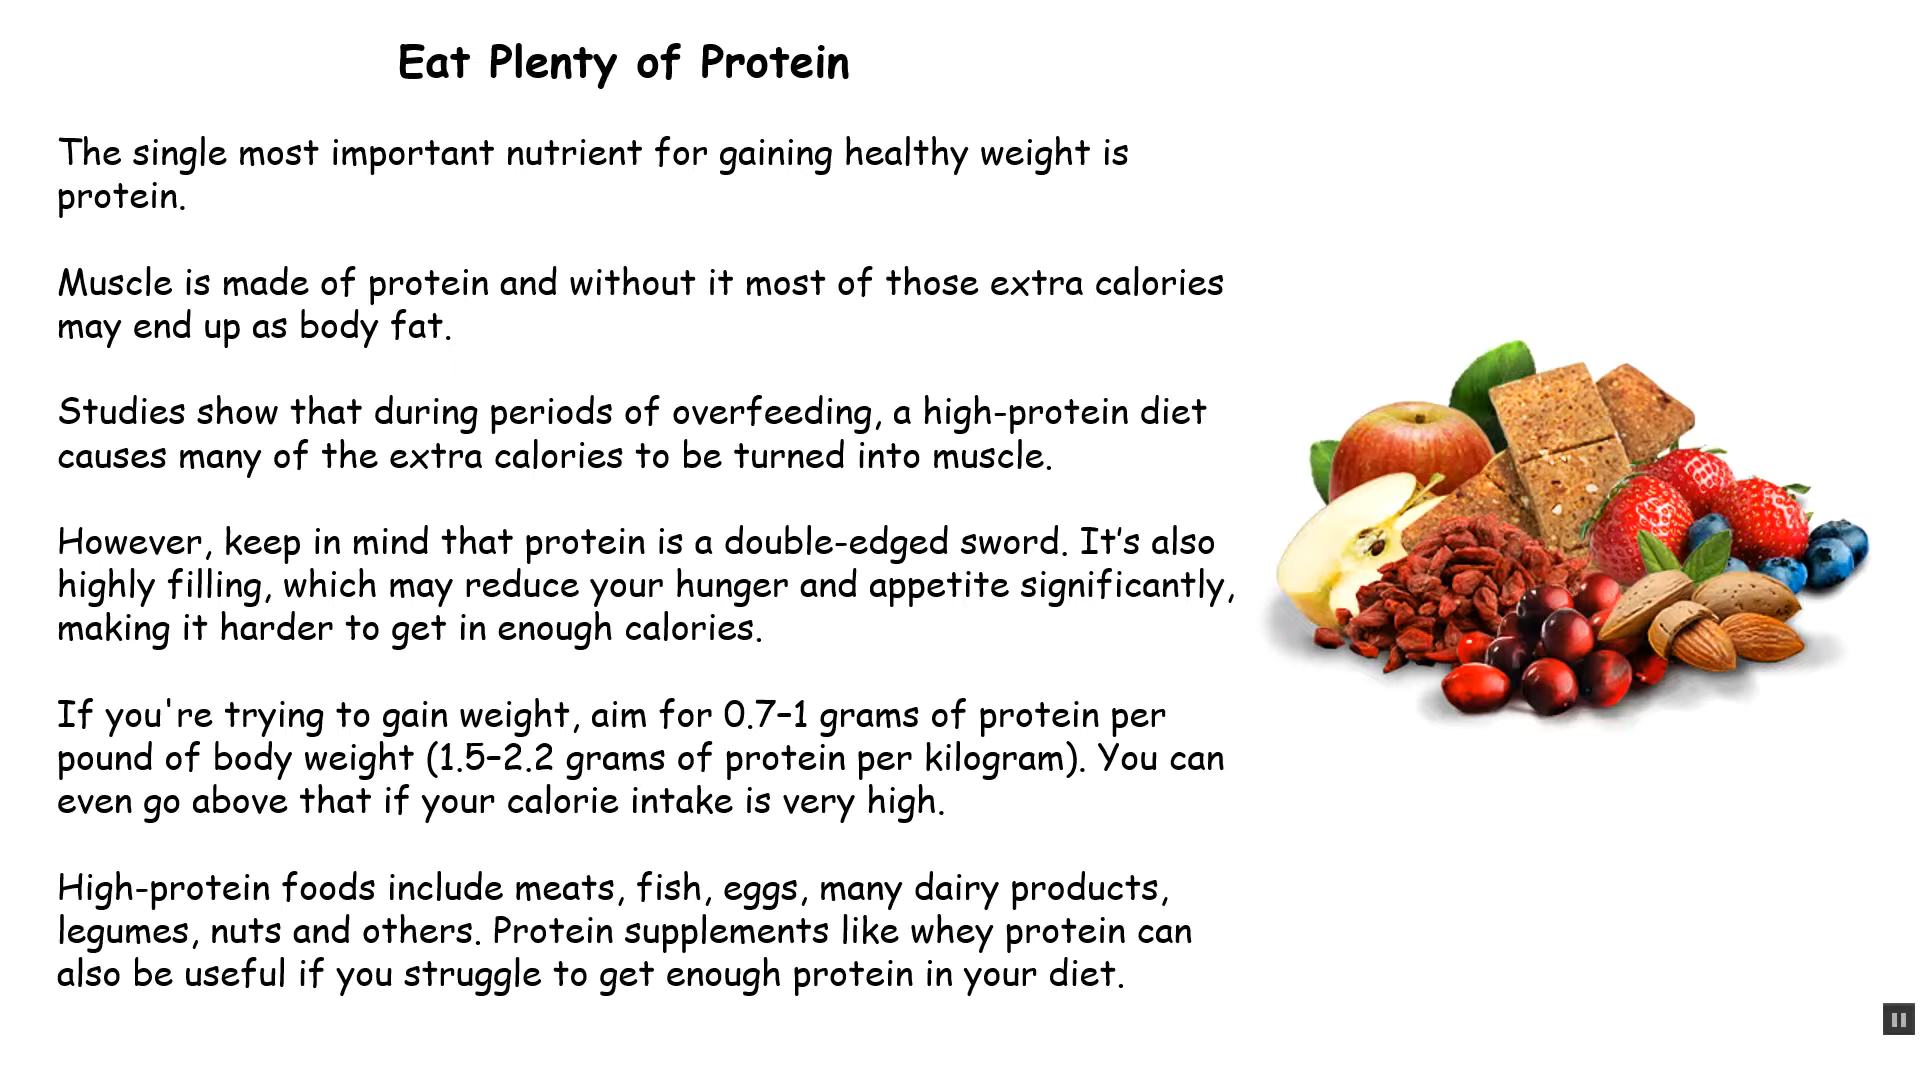 Eat Plenty of Protein
The single most important nutrient for gaining healthy weight is
protein.
Muscle is made of protein and without it most of those extra calories
may end up as body fat.
Studies show that during periods of overfeeding, a high-protein diet
causes many of the extra calories to be turned into muscle.
However, keep in mind that protein is a double-edged sword. It’s also
highly filling, which may reduce your hunger and appetite significantly,
making it harder to get in enough calories.
If you're trying to gain weight, aim for 0.7–1 grams of protein per
pound of body weight (1.5–2.2 grams of protein per kilogram). You can
even go above that if your calorie intake is very high.
High-protein foods include meats, fish, eggs, many dairy products,
legumes, nuts and others. Protein supplements like whey protein can
also be useful if you struggle to get enough protein in your diet.